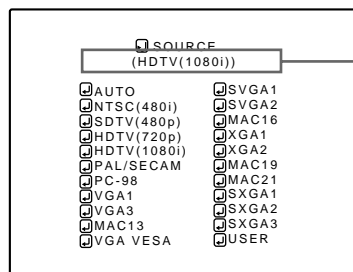 SOURCE
(HDTV(1080i))
AUTO
NTSC(480i)
SDTV(480p)
HDTV(720p)
HDTV(1080i)
PAL/SECAM
PC-98
VGA1
VGA3
MAC13
VGA VESA
SVGA1
SVGA2
MAC16
XGA1
XGA2
MAC19
MAC21
SXGA1
SXGA2
SXGA3
USER